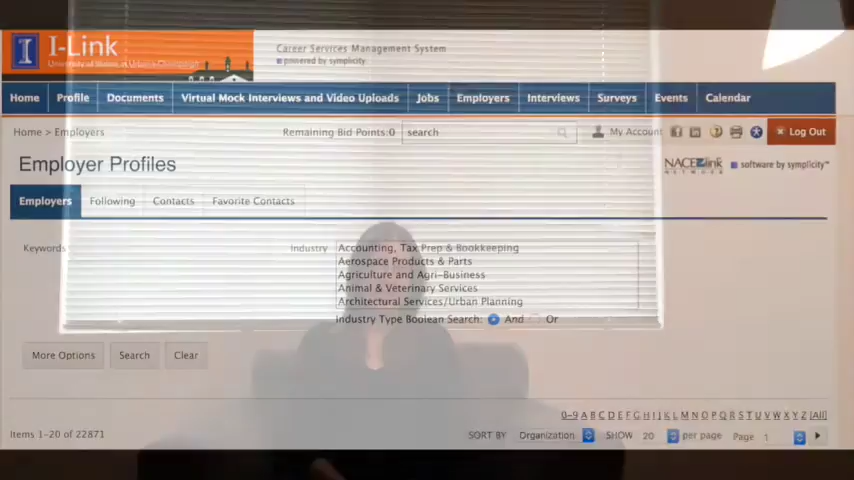 I-Link
University of Illinois at Urbana-Champaign
Career Services Management System
powered by symplicity
Home Profile Documents Virtual Mock Interviews and Video Uploads Jobs Employers Interviews Surveys Events Calendar
Home > Employers Remaining Bid Points:0 search My Account Log Out
Employer Profiles NACElink NETWORK software by symplicity™
Employers Following Contacts Favorite Contacts
Keywords Industry Accounting, Tax Prep & Bookkeeping
Aerospace Products & Parts
Agriculture and Agri-Business
Animal & Veterinary Services
Architectural Services/Urban Planning
Industry Type Boolean Search: And Or
More Options Search Clear
0-9 A B C D E F G H I J K L M N O P Q R S T U V W X Y Z [All]
Items 1-20 of 22871 SORT BY Organization SHOW 20 per page Page 1